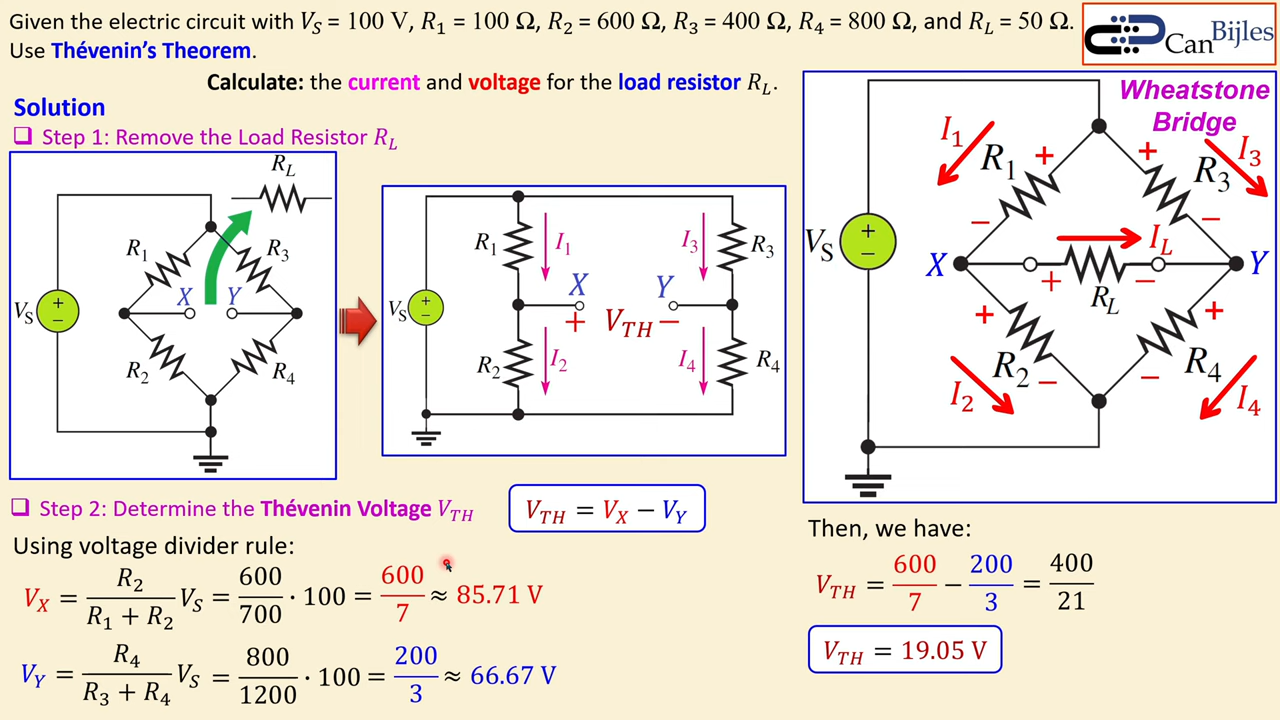 Given the electric circuit with V_S = 100 V, R_1 = 100 Ω, R_2 = 600 Ω, R_3 = 400 Ω, R_4 = 800 Ω, and R_L = 50 Ω.
Use Thévenin's Theorem.
Calculate: the current and voltage for the load resistor R_L.
CanBijles
Solution
❑ Step 1: Remove the Load Resistor R_L
R_L
R_1
R_3
X Y
V_S
+
−
R_2
R_4
R_1
I_1
I_3
R_3
X
Y
V_S
+
−
+ V_TH −
R_2
I_2
I_4
R_4
Wheatstone
Bridge
I_1
R_1
+
+
R_3
I_3
−
−
V_S
+
−
I_L
X
Y
+
−
R_L
+
+
R_2
R_4
−
−
I_2
I_4
❑ Step 2: Determine the Thévenin Voltage V_TH
V_TH = V_X − V_Y
Using voltage divider rule:
V_X = R_2 / (R_1 + R_2) V_S = 600/700 · 100 = 600/7 ≈ 85.71 V
V_Y = R_4 / (R_3 + R_4) V_S = 800/1200 · 100 = 200/3 ≈ 66.67 V
Then, we have:
V_TH = 600/7 − 200/3 = 400/21
V_TH = 19.05 V